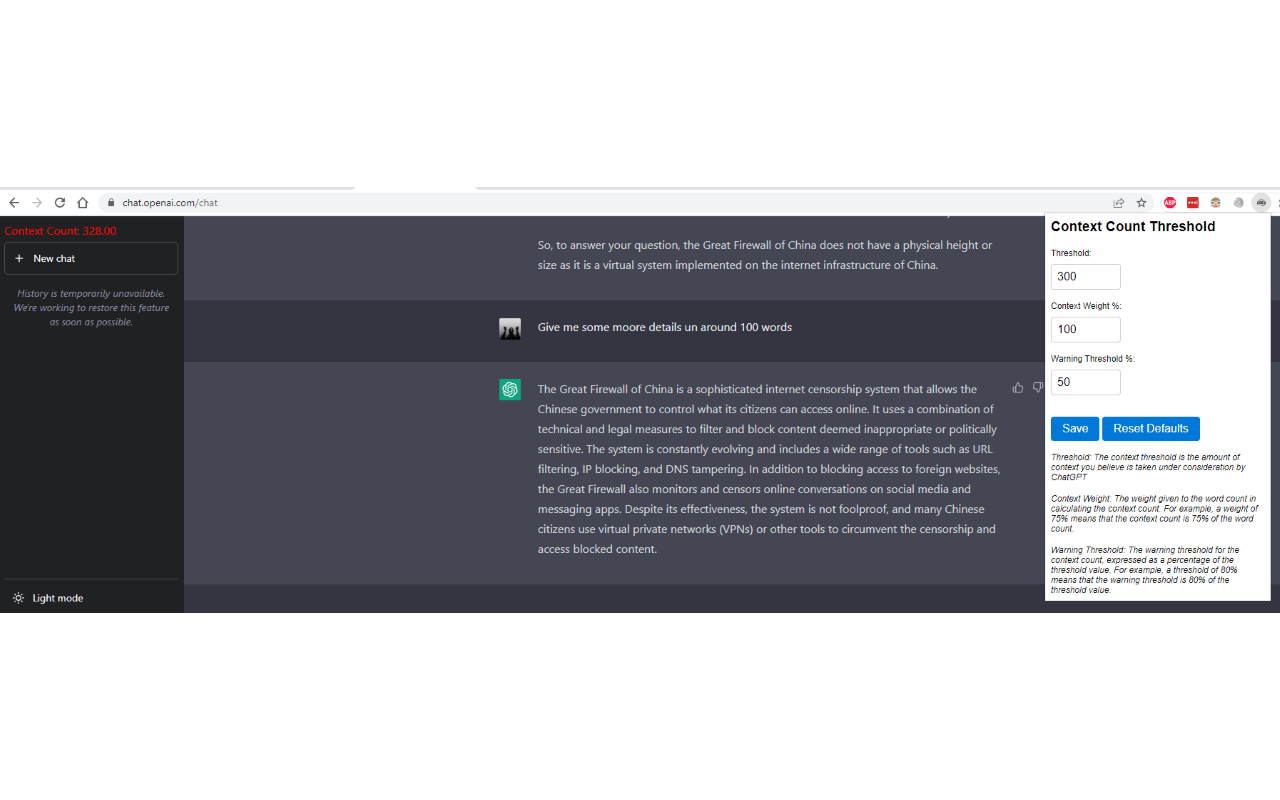 chat.openai.com/chat
ABP
Context Count: 328.00
+ New chat
History is temporarily unavailable.
We're working to restore this feature
as soon as possible.
Light mode
So, to answer your question, the Great Firewall of China does not have a physical height or
size as it is a virtual system implemented on the internet infrastructure of China.
Give me some moore details un around 100 words
The Great Firewall of China is a sophisticated internet censorship system that allows the
Chinese government to control what its citizens can access online. It uses a combination of
technical and legal measures to filter and block content deemed inappropriate or politically
sensitive. The system is constantly evolving and includes a wide range of tools such as URL
filtering, IP blocking, and DNS tampering. In addition to blocking access to foreign websites,
the Great Firewall also monitors and censors online conversations on social media and
messaging apps. Despite its effectiveness, the system is not foolproof, and many Chinese
citizens use virtual private networks (VPNs) or other tools to circumvent the censorship and
access blocked content.
Context Count Threshold
Threshold:
300
Context Weight %:
100
Warning Threshold %:
50
Save Reset Defaults
Threshold: The context threshold is the amount of
context you believe is taken under consideration by
ChatGPT
Context Weight: The weight given to the word count in
calculating the context count. For example, a weight of
75% means that the context count is 75% of the word
count.
Warning Threshold: The warning threshold for the
context count, expressed as a percentage of the
threshold value. For example, a threshold of 80%
means that the warning threshold is 80% of the
threshold value.